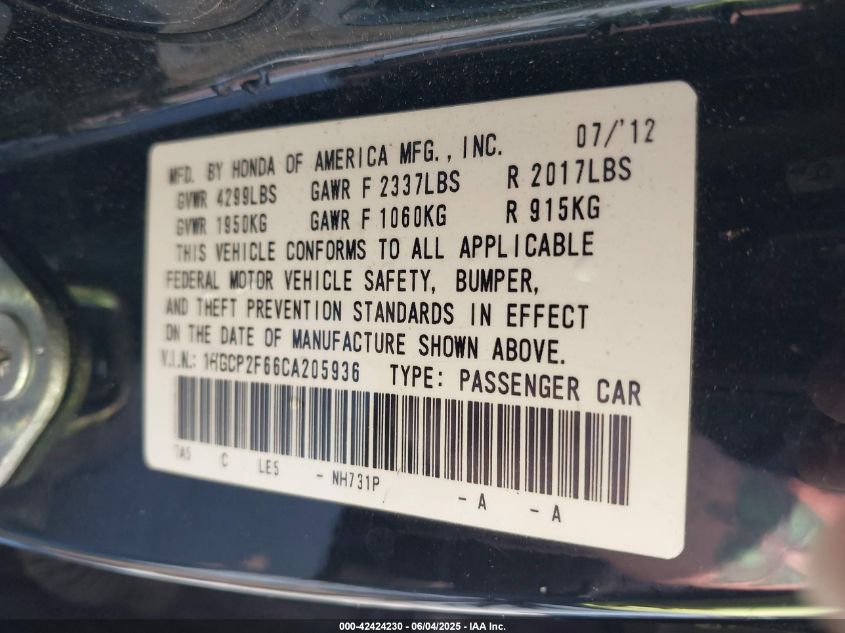 07/'12
MFD. BY HONDA OF AMERICA MFG., INC.
GVWR 4299LBS GAWR F 2337LBS R 2017LBS
GVWR 1950KG GAWR F 1060KG R 915KG
THIS VEHICLE CONFORMS TO ALL APPLICABLE
FEDERAL MOTOR VEHICLE SAFETY, BUMPER,
AND THEFT PREVENTION STANDARDS IN EFFECT
ON THE DATE OF MANUFACTURE SHOWN ABOVE.
V.I.N.: 1HGCP2F66CA205936 TYPE: PASSENGER CAR
TA5 C LE5 - NH731P - A - A
000-42424230 - 06/04/2025 - IAA Inc.